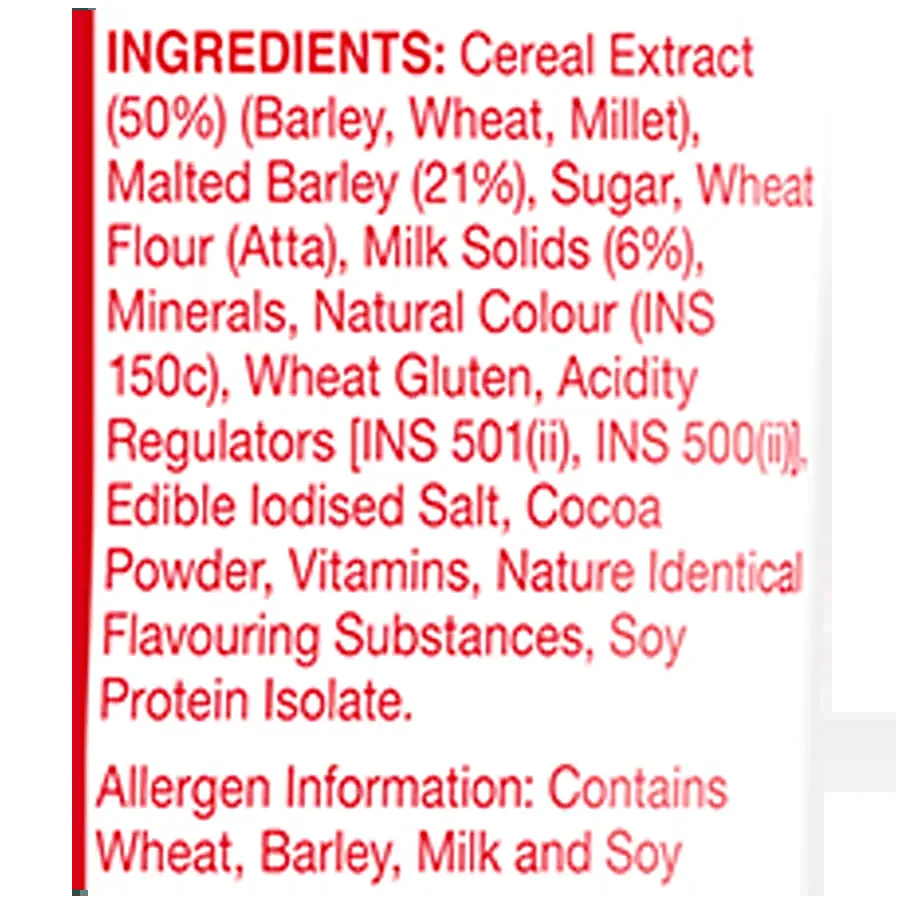 INGREDIENTS: Cereal Extract
(50%) (Barley, Wheat, Millet),
Malted Barley (21%), Sugar, Wheat
Flour (Atta), Milk Solids (6%),
Minerals, Natural Colour (INS
150c), Wheat Gluten, Acidity
Regulators [INS 501(ii), INS 500(ii)],
Edible Iodised Salt, Cocoa
Powder, Vitamins, Nature Identical
Flavouring Substances, Soy
Protein Isolate.
Allergen Information: Contains
Wheat, Barley, Milk and Soy